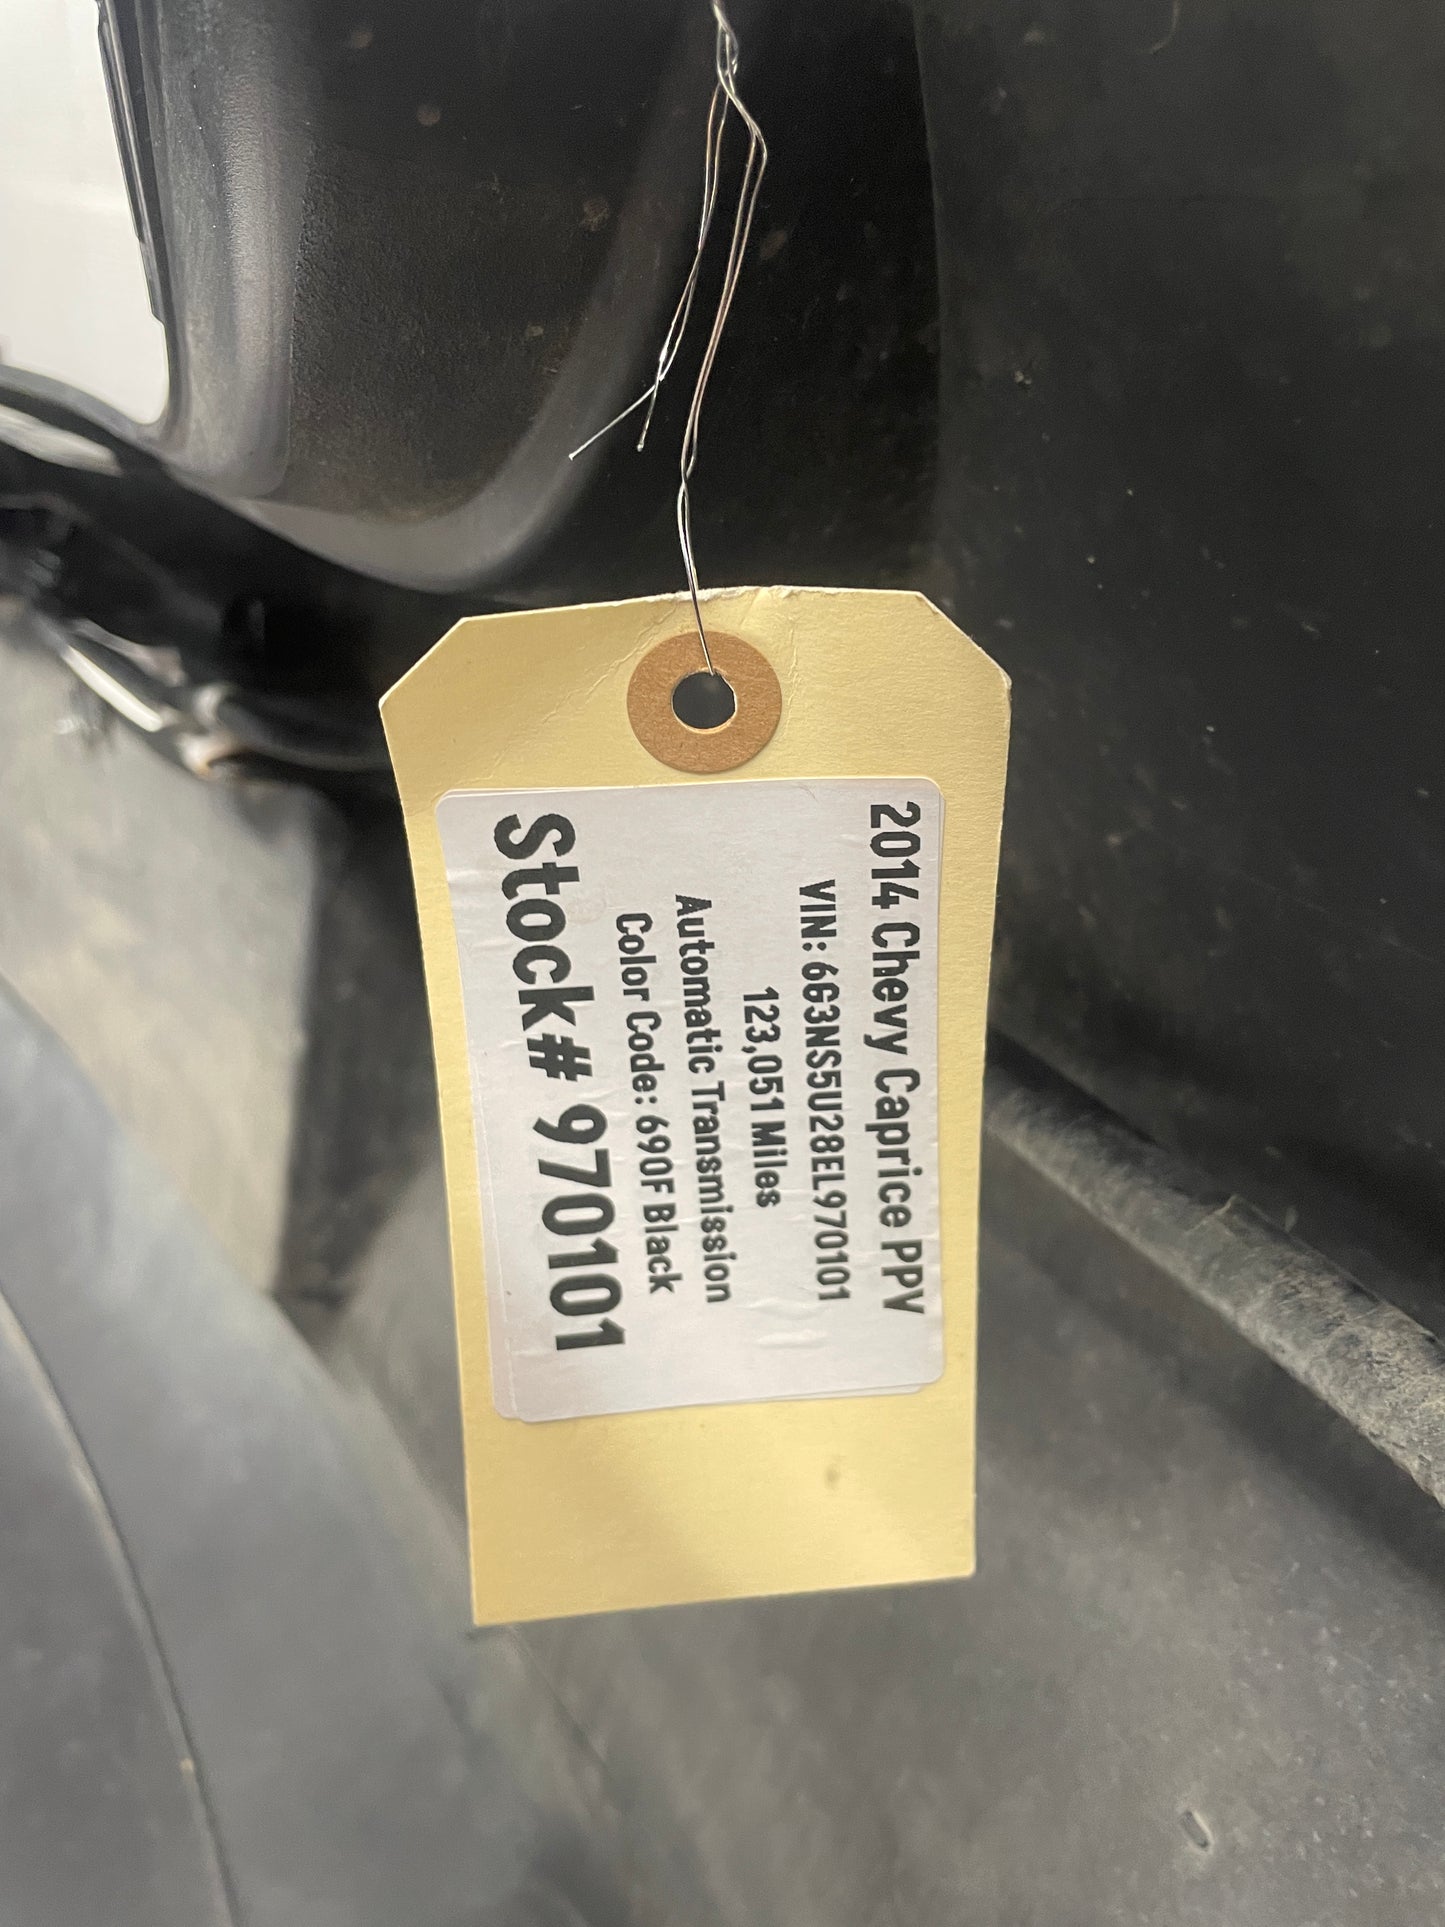 2014 Chevy Caprice PPV
VIN: 6G3NS5U28EL970101
123,051 Miles
Automatic Transmission
Color Code: 690F Black
Stock# 970101